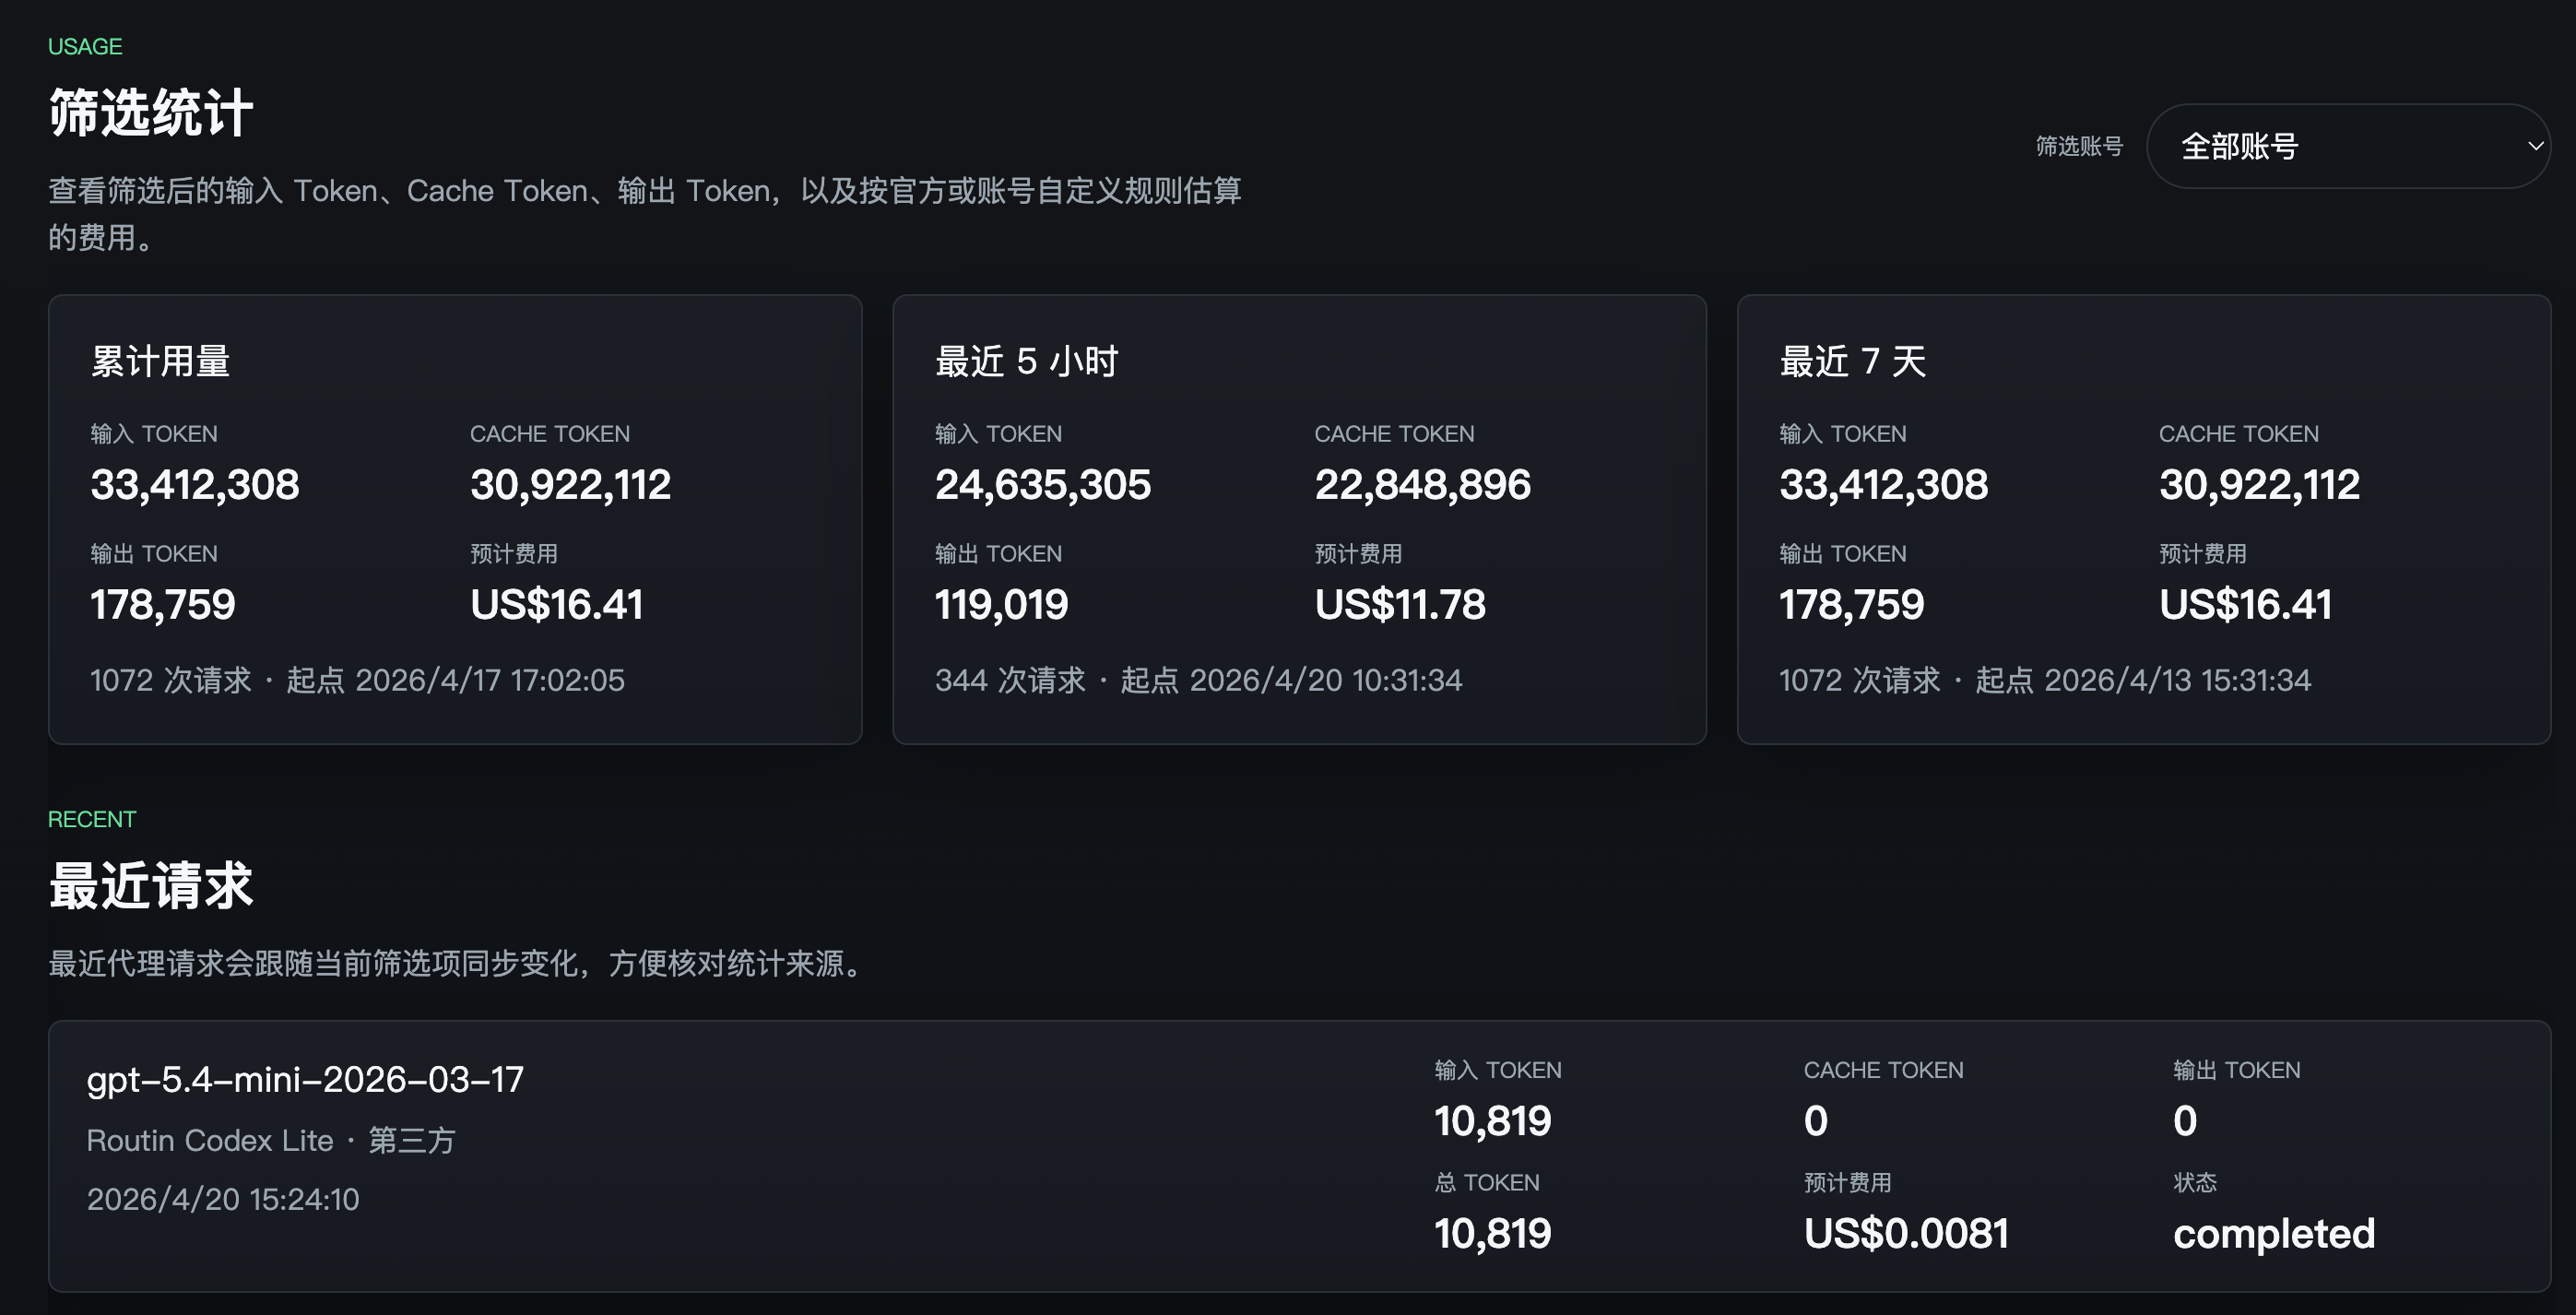 USAGE
筛选统计
查看筛选后的输入 Token、Cache Token、输出 Token，以及按官方或账号自定义规则估算
的费用。
筛选账号
全部账号
累计用量
输入 TOKEN
CACHE TOKEN
33,412,308
30,922,112
输出 TOKEN
预计费用
178,759
US$16.41
1072 次请求 · 起点 2026/4/17 17:02:05
最近 5 小时
输入 TOKEN
CACHE TOKEN
24,635,305
22,848,896
输出 TOKEN
预计费用
119,019
US$11.78
344 次请求 · 起点 2026/4/20 10:31:34
最近 7 天
输入 TOKEN
CACHE TOKEN
33,412,308
30,922,112
输出 TOKEN
预计费用
178,759
US$16.41
1072 次请求 · 起点 2026/4/13 15:31:34
RECENT
最近请求
最近代理请求会跟随当前筛选项同步变化，方便核对统计来源。
gpt-5.4-mini-2026-03-17
Routin Codex Lite · 第三方
2026/4/20 15:24:10
输入 TOKEN
CACHE TOKEN
输出 TOKEN
10,819
0
0
总 TOKEN
预计费用
状态
10,819
US$0.0081
completed